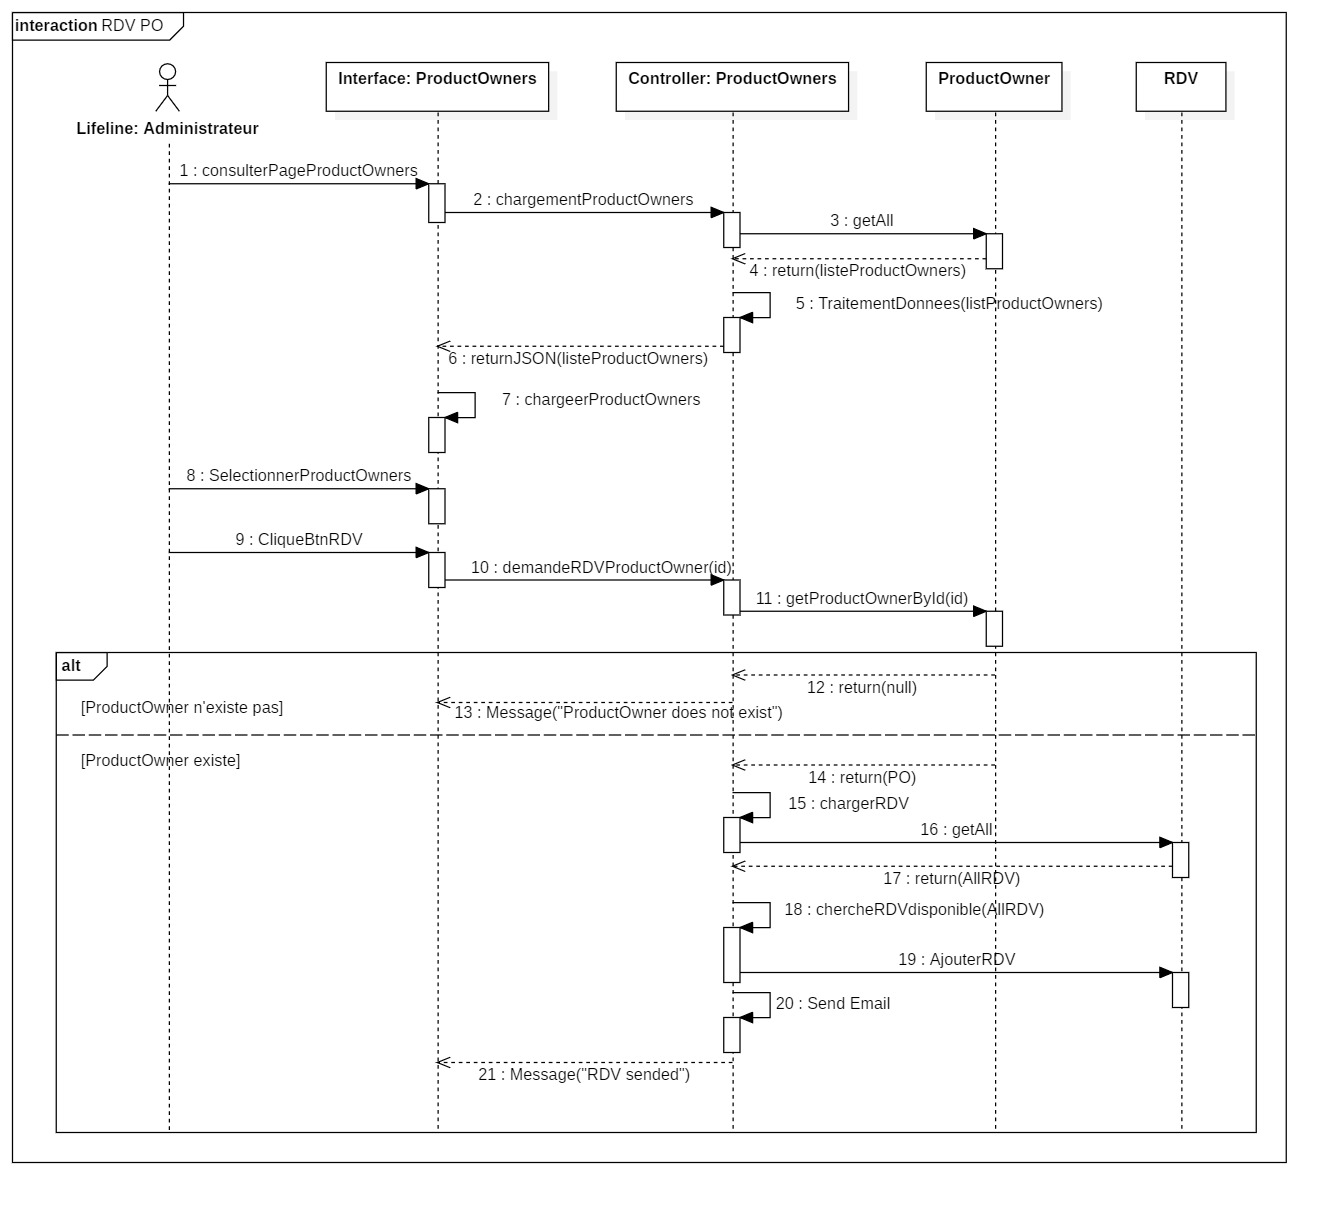 interaction RDV PO
Lifeline: Administrateur
Interface: ProductOwners
Controller: ProductOwners
ProductOwner
RDV
1 : consulterPageProductOwners
2 : chargementProductOwners
3 : getAll
4 : return(listeProductOwners)
5 : TraitementDonnees(listProductOwners)
6 : returnJSON(listeProductOwners)
7 : chargeerProductOwners
8 : SelectionnerProductOwners
9 : CliqueBtnRDV
10 : demandeRDVProductOwner(id)
11 : getProductOwnerById(id)
alt
12 : return(null)
[ProductOwner n'existe pas]
13 : Message("ProductOwner does not exist")
[ProductOwner existe]
14 : return(PO)
15 : chargerRDV
16 : getAll
17 : return(AllRDV)
18 : chercheRDVdisponible(AllRDV)
19 : AjouterRDV
20 : Send Email
21 : Message("RDV sended")